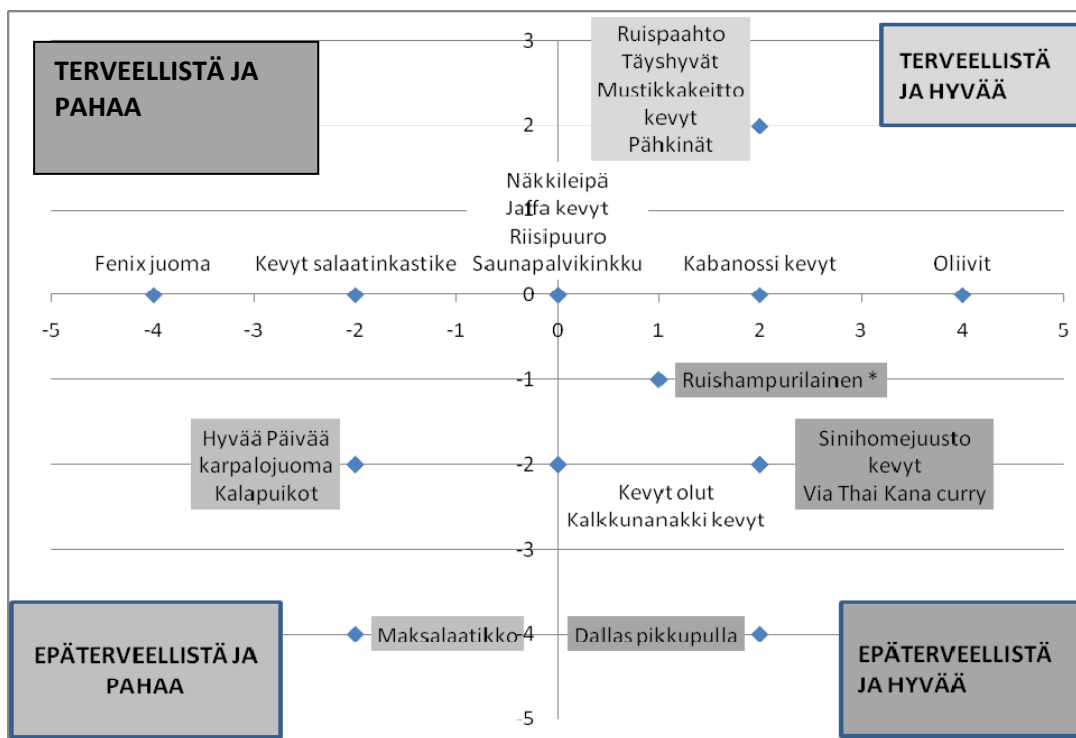 TERVEELLISTÄ JA
PAHAA
3
Ruispaahto
Täyshyvät
Mustikkakeitto
kevyt
Pähkinät
TERVEELLISTÄ
JA HYVÄÄ
2
Näkkileipä
1
Jaffa kevyt
Riisipuuro
Fenix juoma
Kevyt salaatinkastike
Saunapalvikinkku
Kabanossi kevyt
Oliivit
0
-5 -4 -3 -2 -1 0 1 2 3 4 5
-1
Ruishampurilainen *
Hyvää Päivää
karpalojuoma
Kalapuikot
-2
Sinihomejuusto
kevyt
Via Thai Kana curry
Kevyt olut
Kalkkunanakki kevyt
-3
EPÄTERVEELLISTÄ JA
PAHAA
Maksalaatikko
-4
Dallas pikkupulla
EPÄTERVEELLISTÄ
JA HYVÄÄ
-5